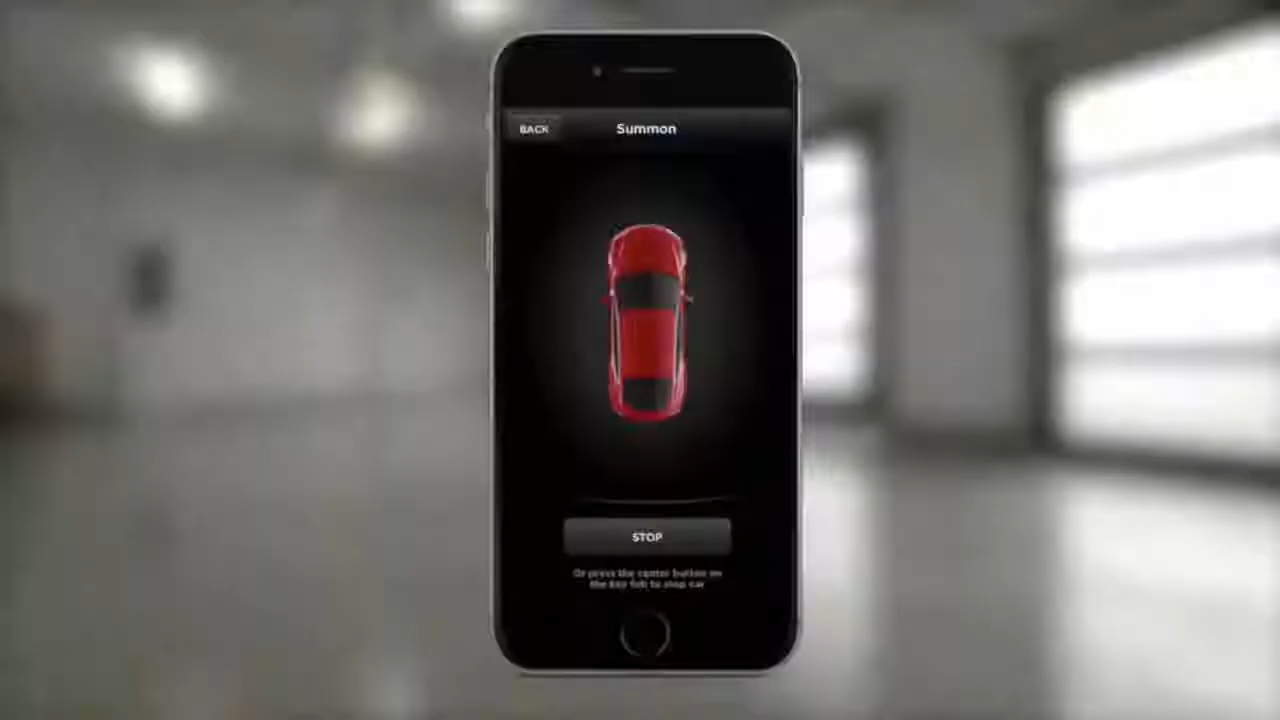 BACK
Summon
STOP
Or press the center button on
the key fob to stop car